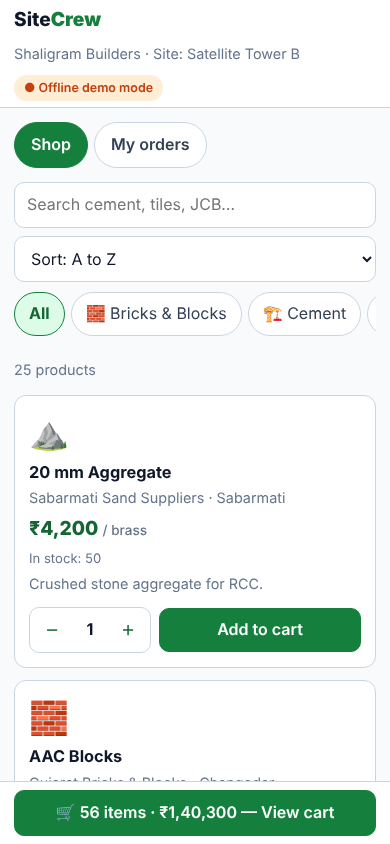 SiteCrew
Shaligram Builders · Site: Satellite Tower B
Offline demo mode
Shop
My orders
Search cement, tiles, JCB...
Sort: A to Z
All
Bricks & Blocks
Cement
25 products
20 mm Aggregate
Sabarmati Sand Suppliers · Sabarmati
₹4,200 / brass
In stock: 50
Crushed stone aggregate for RCC.
− 1 +
Add to cart
AAC Blocks
56 items · ₹1,40,300 — View cart